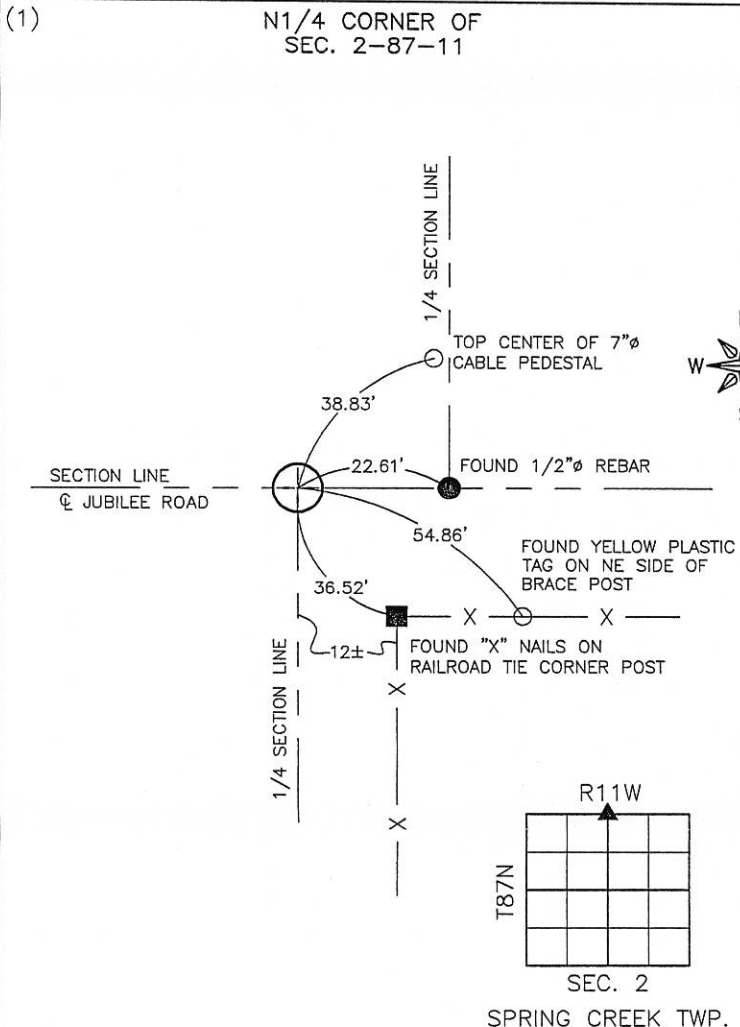 (1)
N1/4 CORNER OF
SEC. 2-87-11
1/4 SECTION LINE
TOP CENTER OF 7"ø
CABLE PEDESTAL
W
38.83'
22.61'
FOUND 1/2"ø REBAR
SECTION LINE
℄ JUBILEE ROAD
54.86'
FOUND YELLOW PLASTIC
TAG ON NE SIDE OF
BRACE POST
36.52'
X
X
12±
FOUND "X" NAILS ON
RAILROAD TIE CORNER POST
X
1/4 SECTION LINE
X
R11W
T87N
SEC. 2
SPRING CREEK TWP.